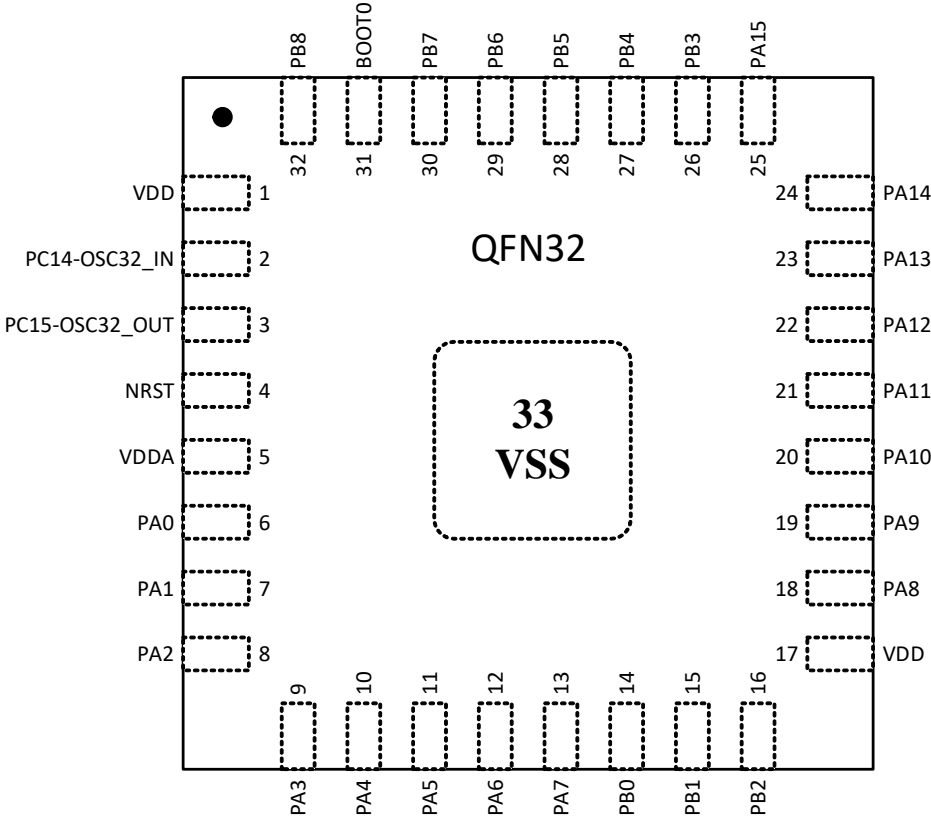 PB8
BOOT0
PB7
PB6
PB5
PB4
PB3
PA15
32
31
30
29
28
27
26
25
VDD 1
PC14-OSC32_IN 2
PC15-OSC32_OUT 3
NRST 4
VDDA 5
PA0 6
PA1 7
PA2 8
QFN32
33
VSS
24 PA14
23 PA13
22 PA12
21 PA11
20 PA10
19 PA9
18 PA8
17 VDD
9
10
11
12
13
14
15
16
PA3
PA4
PA5
PA6
PA7
PB0
PB1
PB2